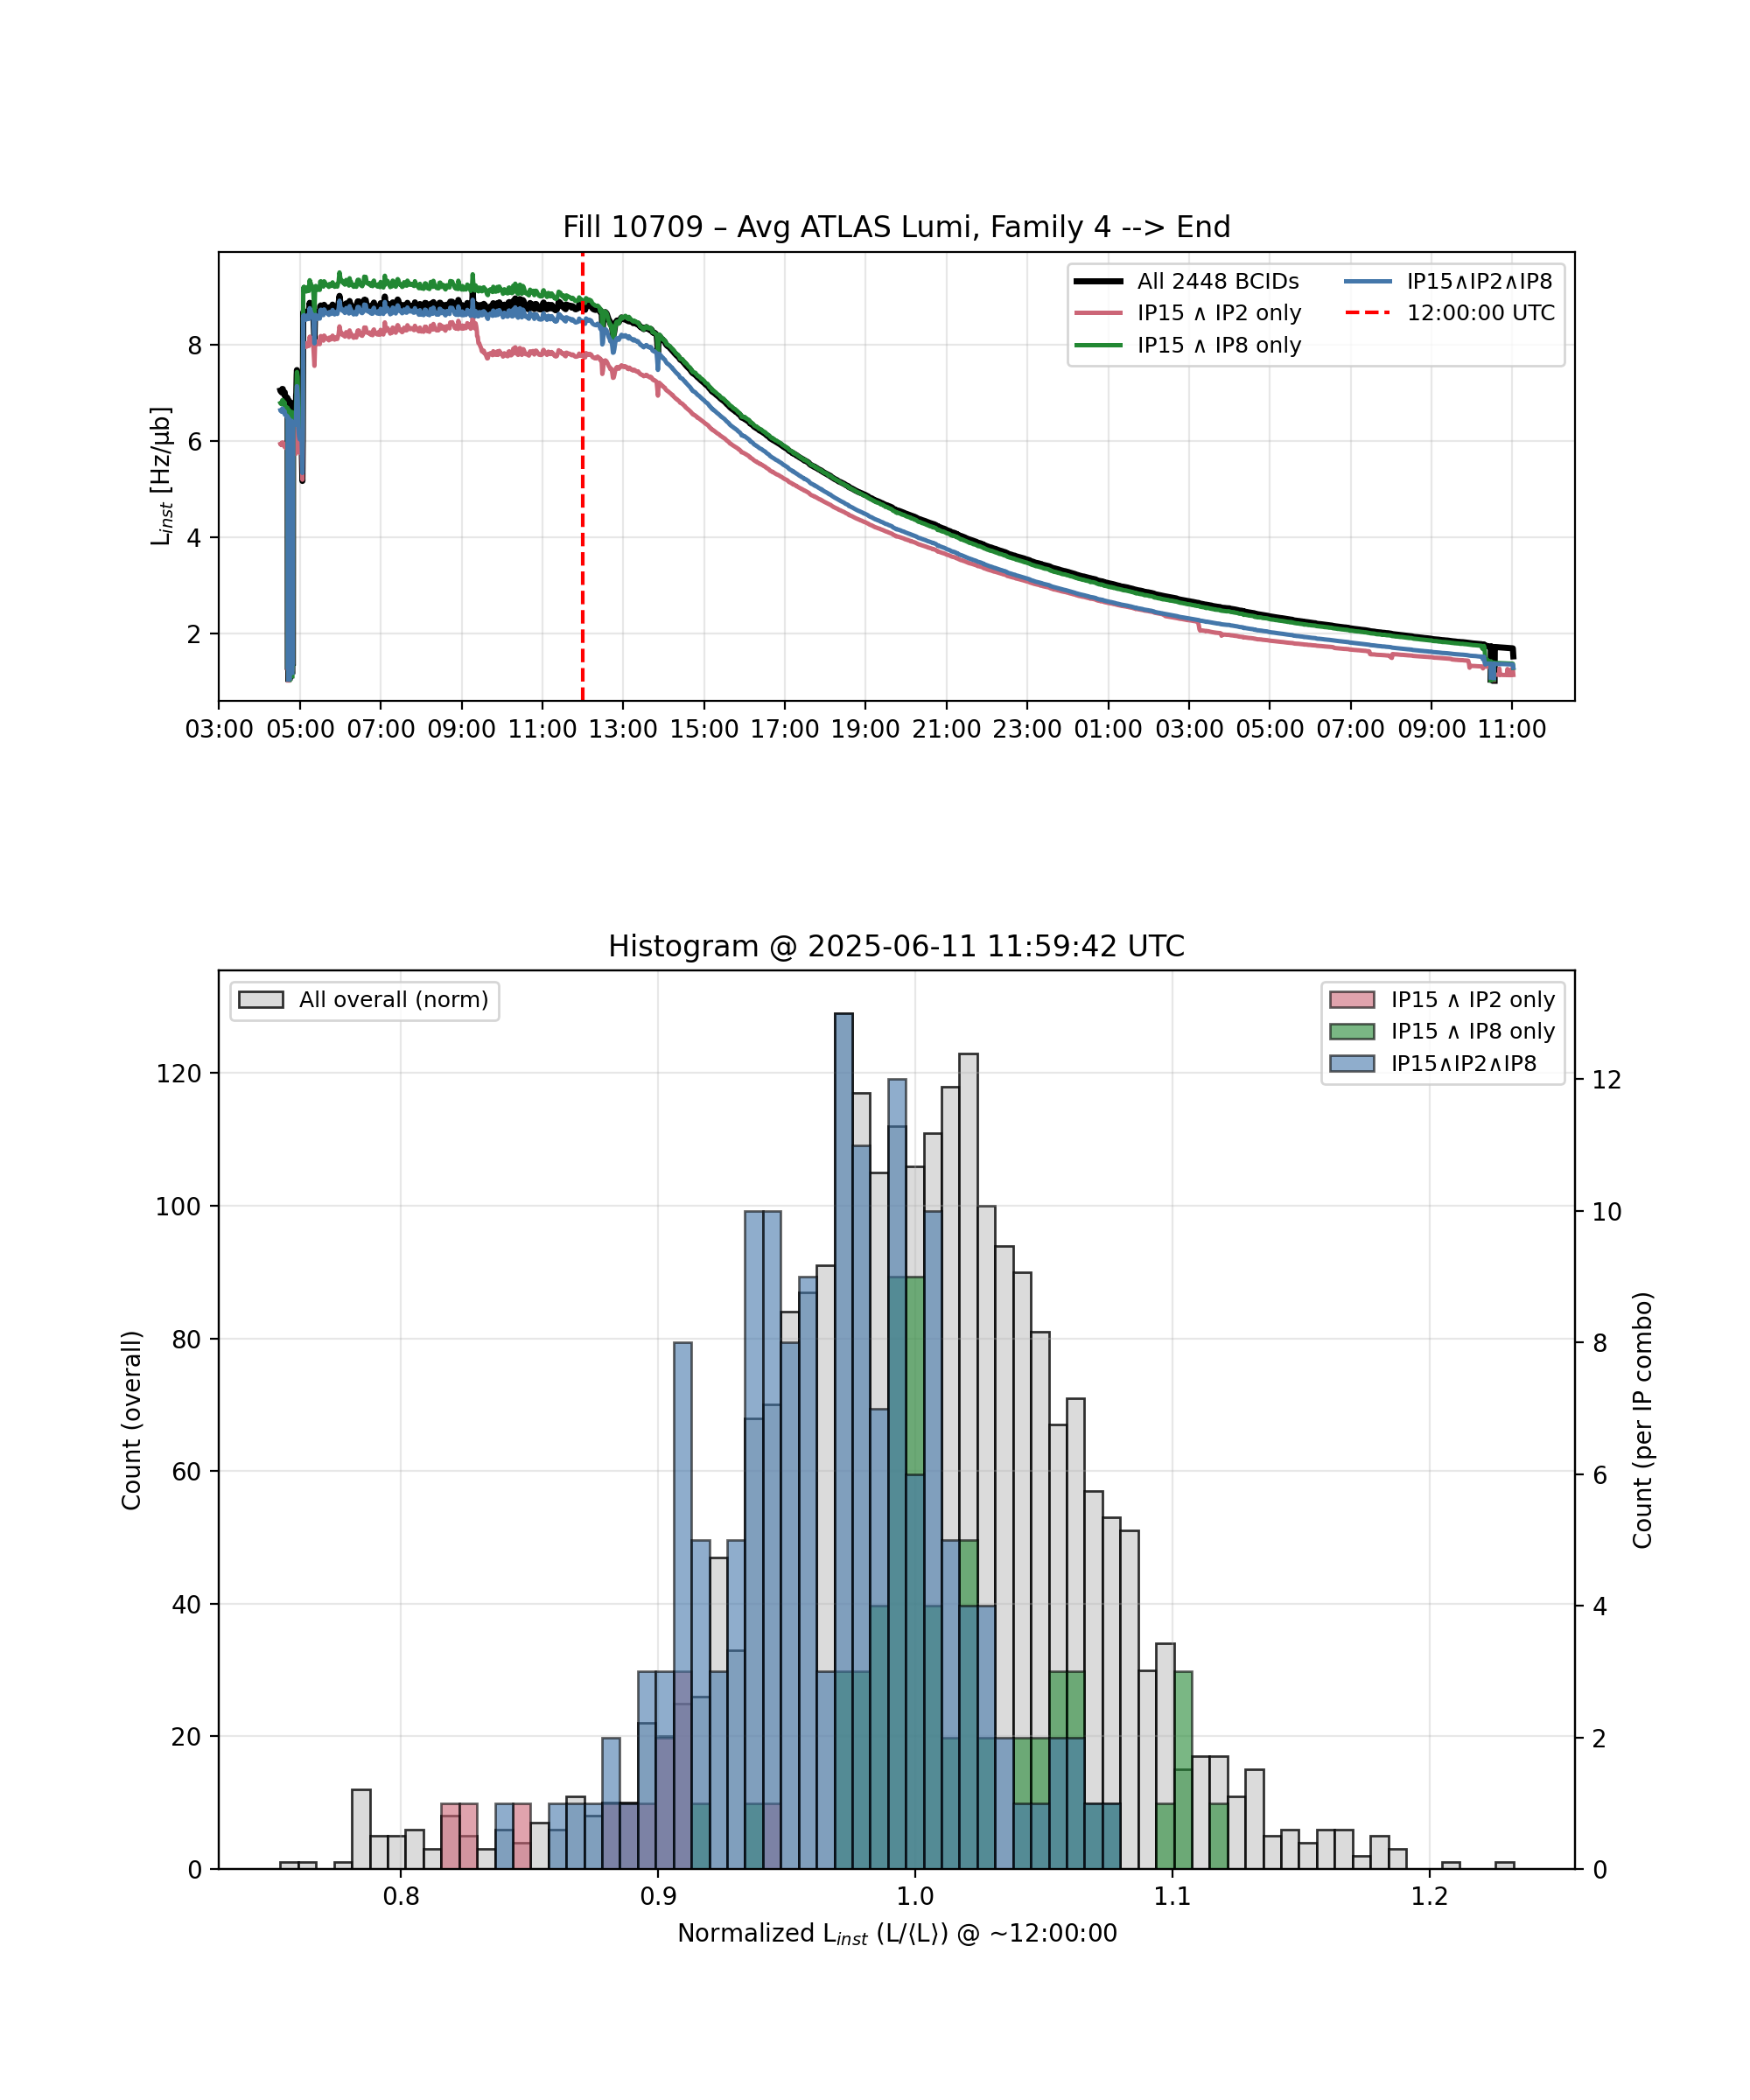 Fill 10709 – Avg ATLAS Lumi, Family 4 --> End
L_inst [Hz/μb]
8
6
4
2
All 2448 BCIDs
IP15 ∧ IP2 only
IP15 ∧ IP8 only
IP15∧IP2∧IP8
12:00:00 UTC
03:00 05:00 07:00 09:00 11:00 13:00 15:00 17:00 19:00 21:00 23:00 01:00 03:00 05:00 07:00 09:00 11:00
Histogram @ 2025-06-11 11:59:42 UTC
All overall (norm)
IP15 ∧ IP2 only
IP15 ∧ IP8 only
IP15∧IP2∧IP8
Count (overall)
120
100
80
60
40
20
0
Count (per IP combo)
12
10
8
6
4
2
0
0.8 0.9 1.0 1.1 1.2
Normalized L_inst (L/⟨L⟩) @ ~12:00:00